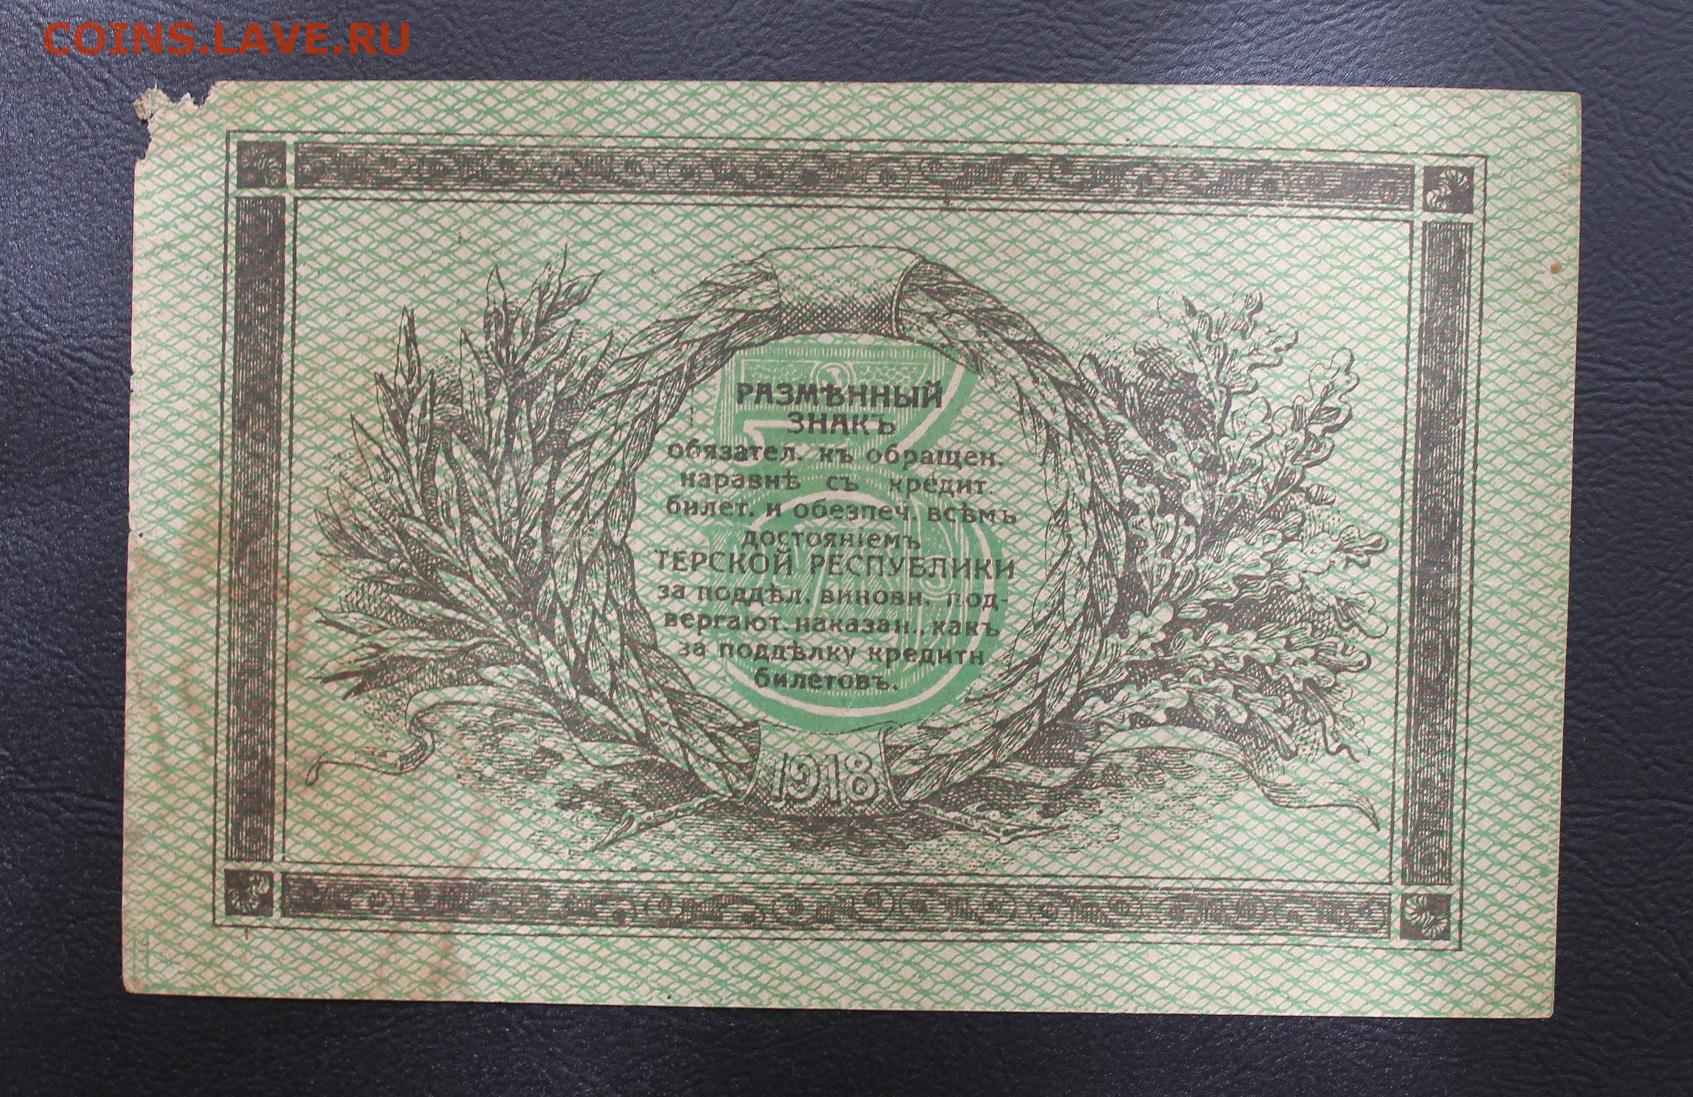 COINS.LAVE.RU
3
РАЗМѢННЫЙ
ЗНАКЪ
обязател. къ обращен.
наравнѣ съ кредит.
билет. и обезпеч. всѣмъ
достояніемъ
ТЕРСКОЙ РЕСПУБЛИКИ
за поддѣл. виновн. под-
вергают. наказан., какъ
за поддѣлку кредитн
билетовъ.
1918